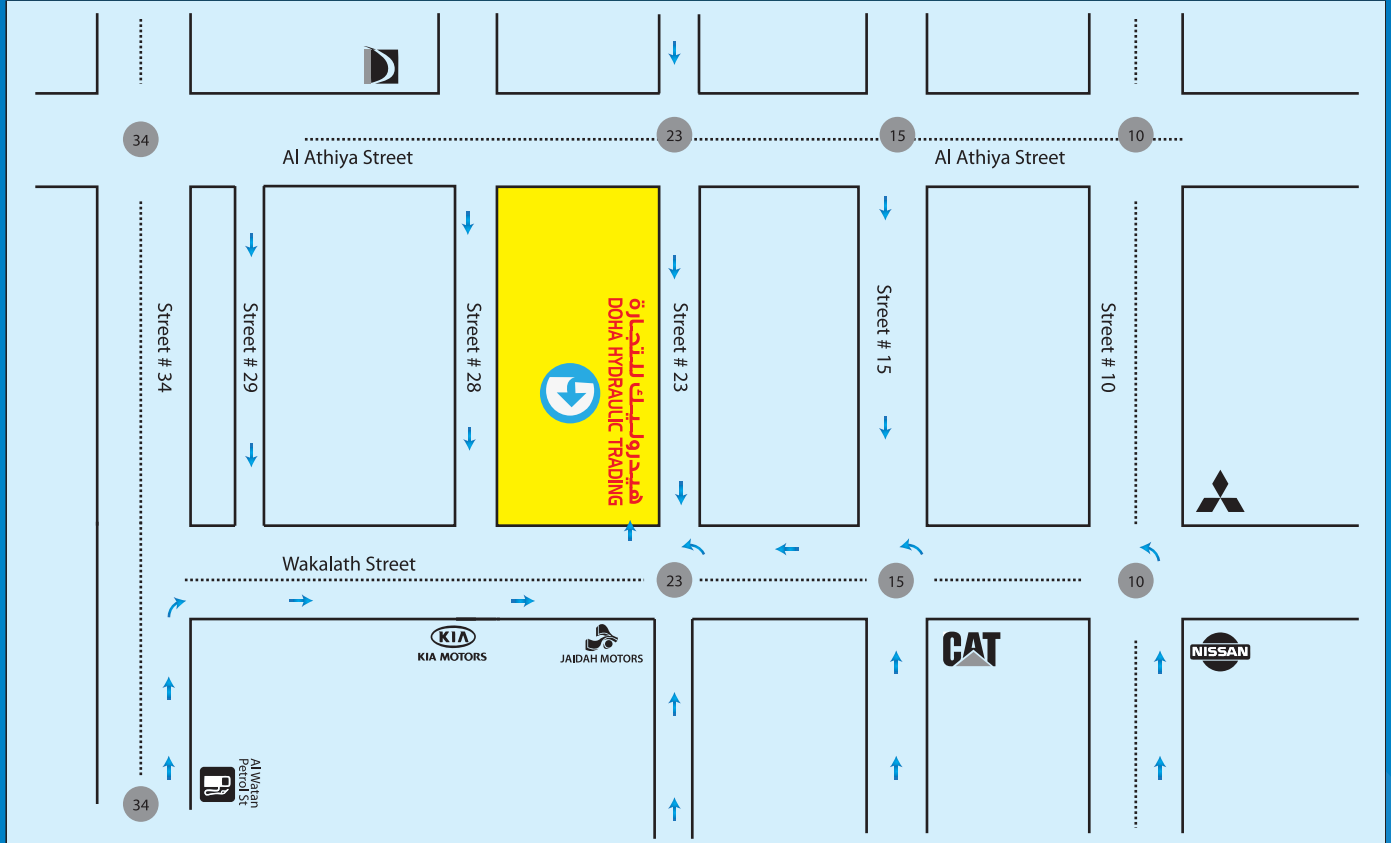 34
23
15
10
Al Athiya Street
Al Athiya Street
Street # 34
Street # 29
Street # 28
هيدروليك للتجارة
DOHA HYDRAULIC TRADING
Street # 23
Street # 15
Street # 10
Wakalath Street
23
15
10
KIA
KIA MOTORS
JAIDAH MOTORS
CAT
NISSAN
Al Watan
Petrol St
34